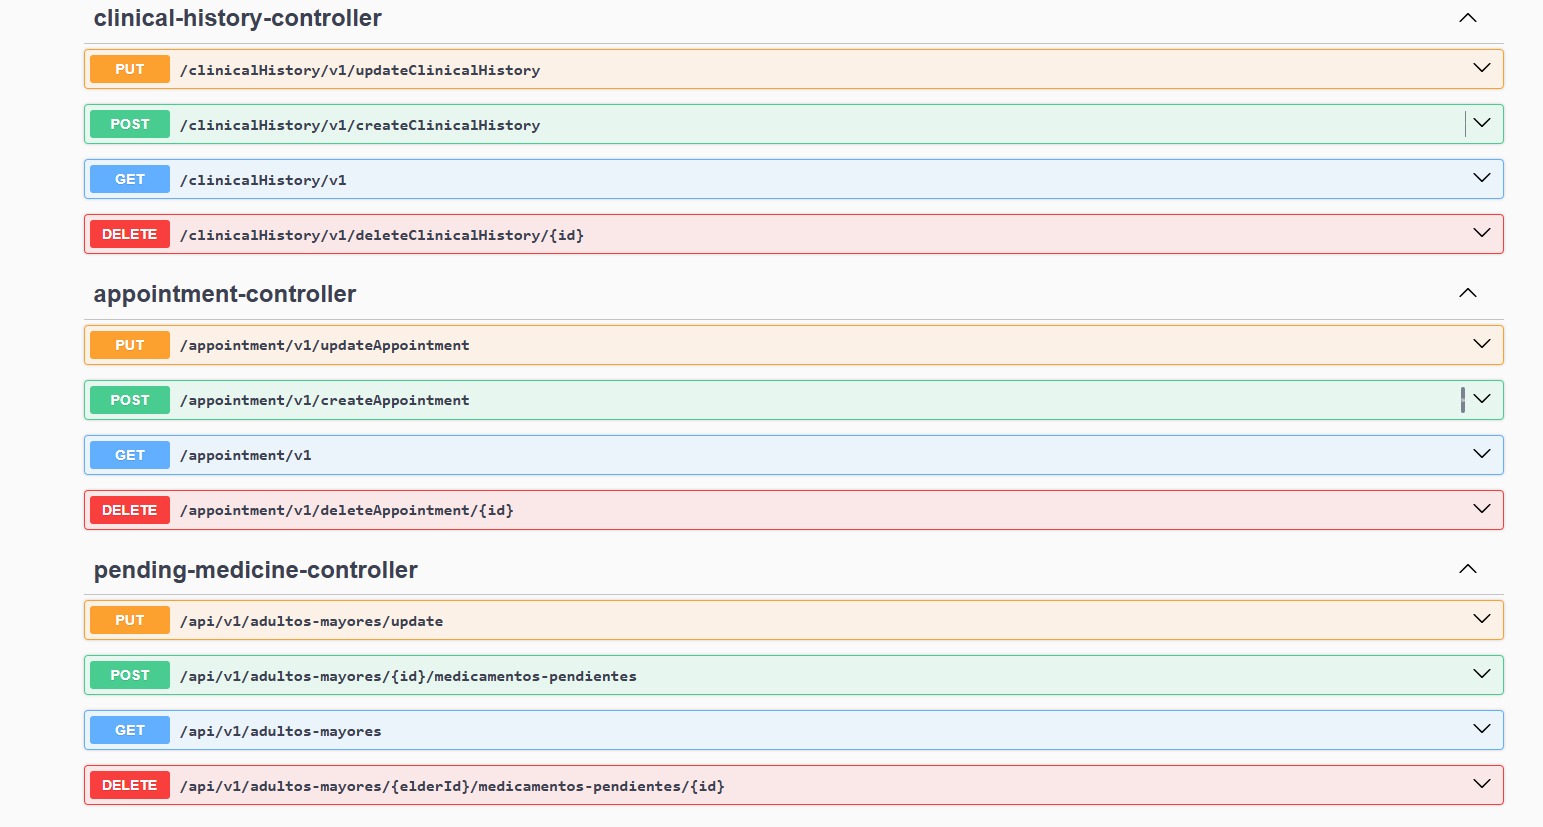 clinical-history-controller
PUT /clinicalHistory/v1/updateClinicalHistory
POST /clinicalHistory/v1/createClinicalHistory
GET /clinicalHistory/v1
DELETE /clinicalHistory/v1/deleteClinicalHistory/{id}
appointment-controller
PUT /appointment/v1/updateAppointment
POST /appointment/v1/createAppointment
GET /appointment/v1
DELETE /appointment/v1/deleteAppointment/{id}
pending-medicine-controller
PUT /api/v1/adultos-mayores/update
POST /api/v1/adultos-mayores/{id}/medicamentos-pendientes
GET /api/v1/adultos-mayores
DELETE /api/v1/adultos-mayores/{elderId}/medicamentos-pendientes/{id}